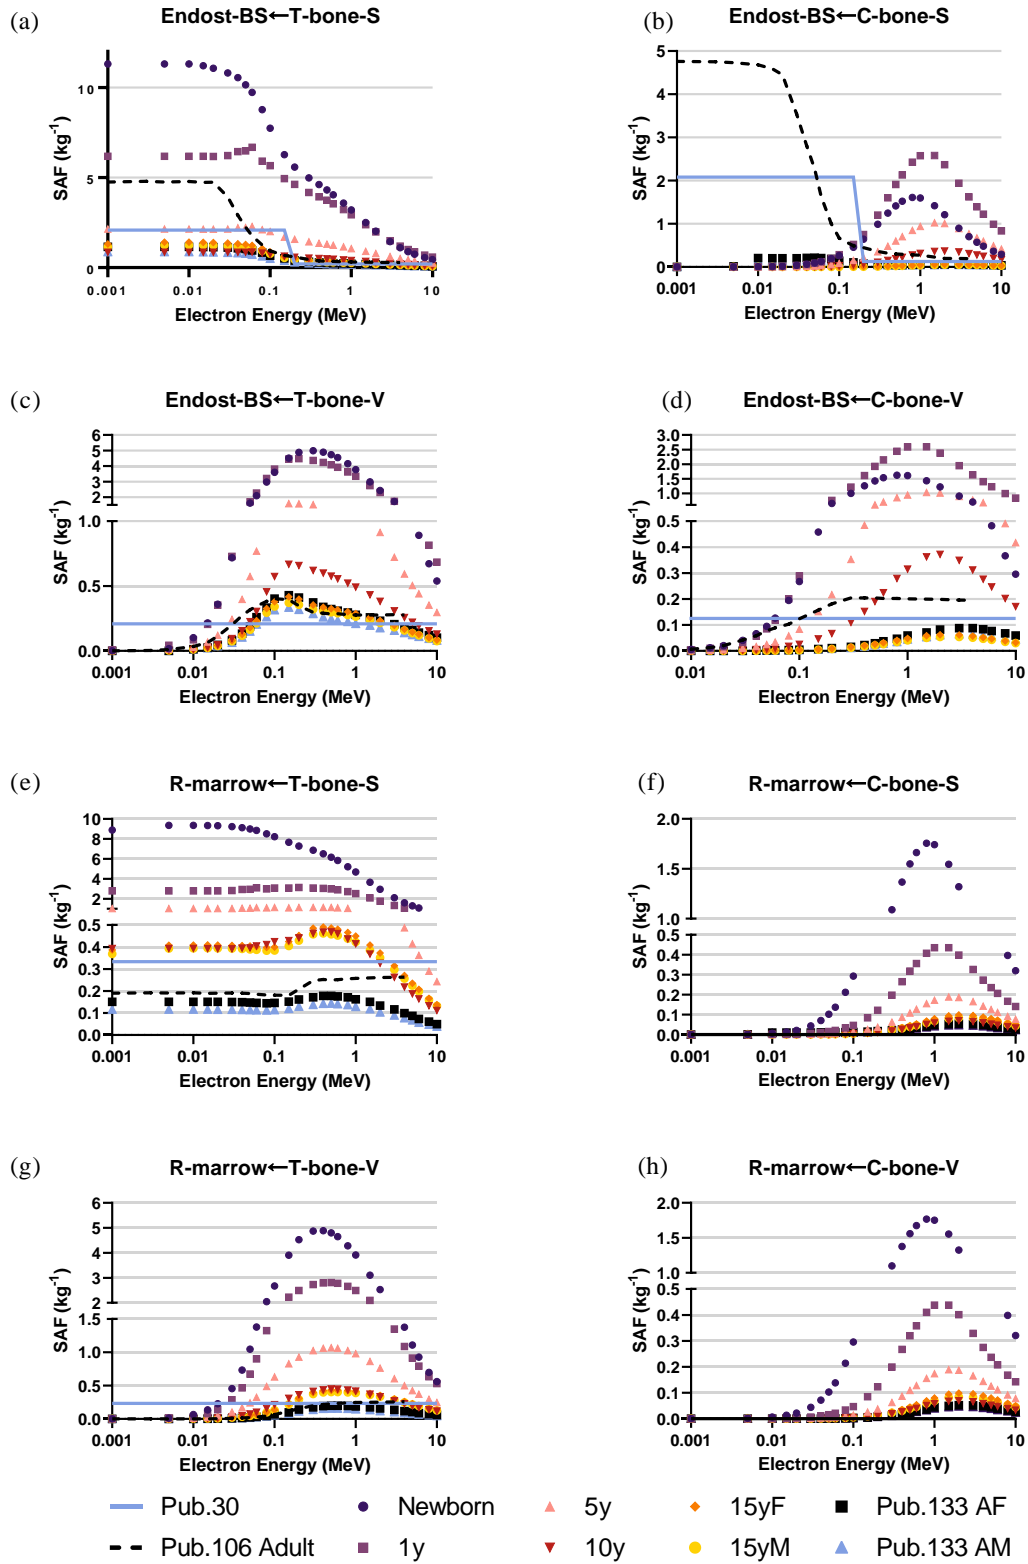 (a) Endost-BS←T-bone-S
SAF (kg-1)
10
5
0
0.001 0.01 0.1 1 10
Electron Energy (MeV)
(b) Endost-BS←C-bone-S
SAF (kg-1)
5
4
3
2
1
0
0.001 0.01 0.1 1 10
Electron Energy (MeV)
(c) Endost-BS←T-bone-V
SAF (kg-1)
6
5
4
3
2
1.0
0.5
0.0
0.001 0.01 0.1 1 10
Electron Energy (MeV)
(d) Endost-BS←C-bone-V
SAF (kg-1)
3.0
2.5
2.0
1.5
1.0
0.5
0.4
0.3
0.2
0.1
0.0
0.01 0.1 1 10
Electron Energy (MeV)
(e) R-marrow←T-bone-S
SAF (kg-1)
10
8
6
4
2
0.5
0.4
0.3
0.2
0.1
0.0
0.001 0.01 0.1 1 10
Electron Energy (MeV)
(f) R-marrow←C-bone-S
SAF (kg-1)
2.0
1.5
1.0
0.5
0.4
0.3
0.2
0.1
0.0
0.001 0.01 0.1 1 10
Electron Energy (MeV)
(g) R-marrow←T-bone-V
SAF (kg-1)
6
5
4
3
2
1.5
1.0
0.5
0.0
0.001 0.01 0.1 1 10
Electron Energy (MeV)
(h) R-marrow←C-bone-V
SAF (kg-1)
2.0
1.5
1.0
0.5
0.4
0.3
0.2
0.1
0.0
0.001 0.01 0.1 1 10
Electron Energy (MeV)
Pub.30 Newborn 5y 15yF Pub.133 AF
Pub.106 Adult 1y 10y 15yM Pub.133 AM